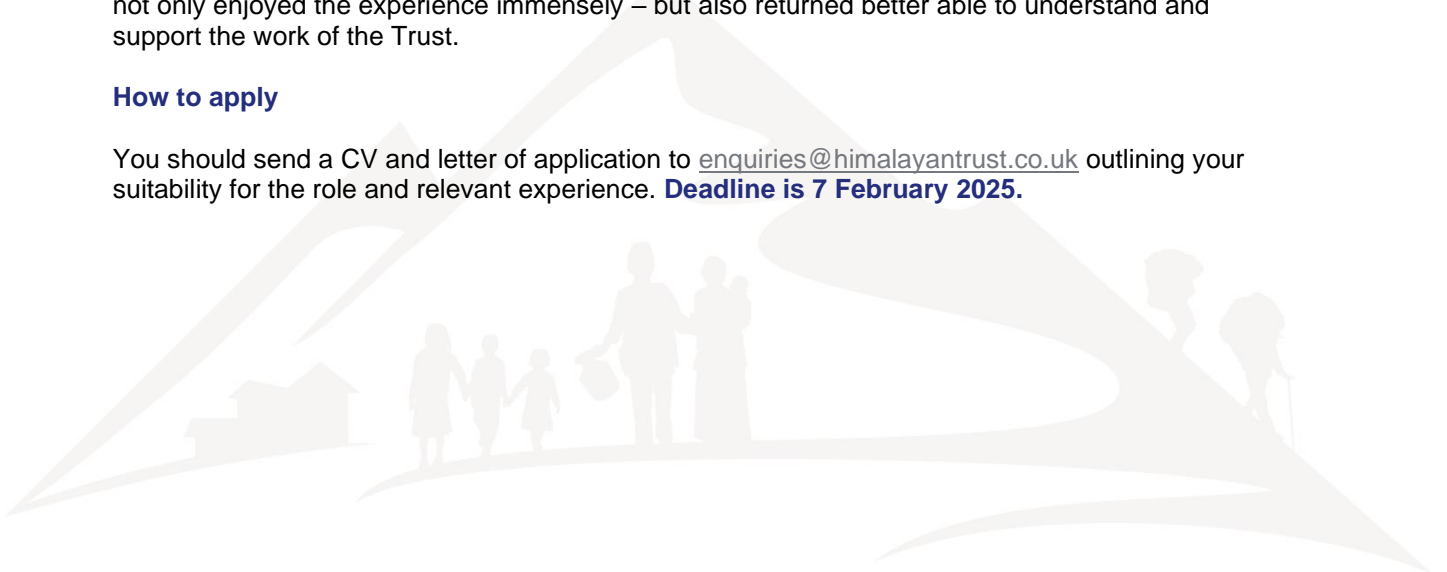 not only enjoyed the experience immensely – but also returned better able to understand and
support the work of the Trust.
How to apply
You should send a CV and letter of application to enquiries@himalayantrust.co.uk outlining your
suitability for the role and relevant experience. Deadline is 7 February 2025.